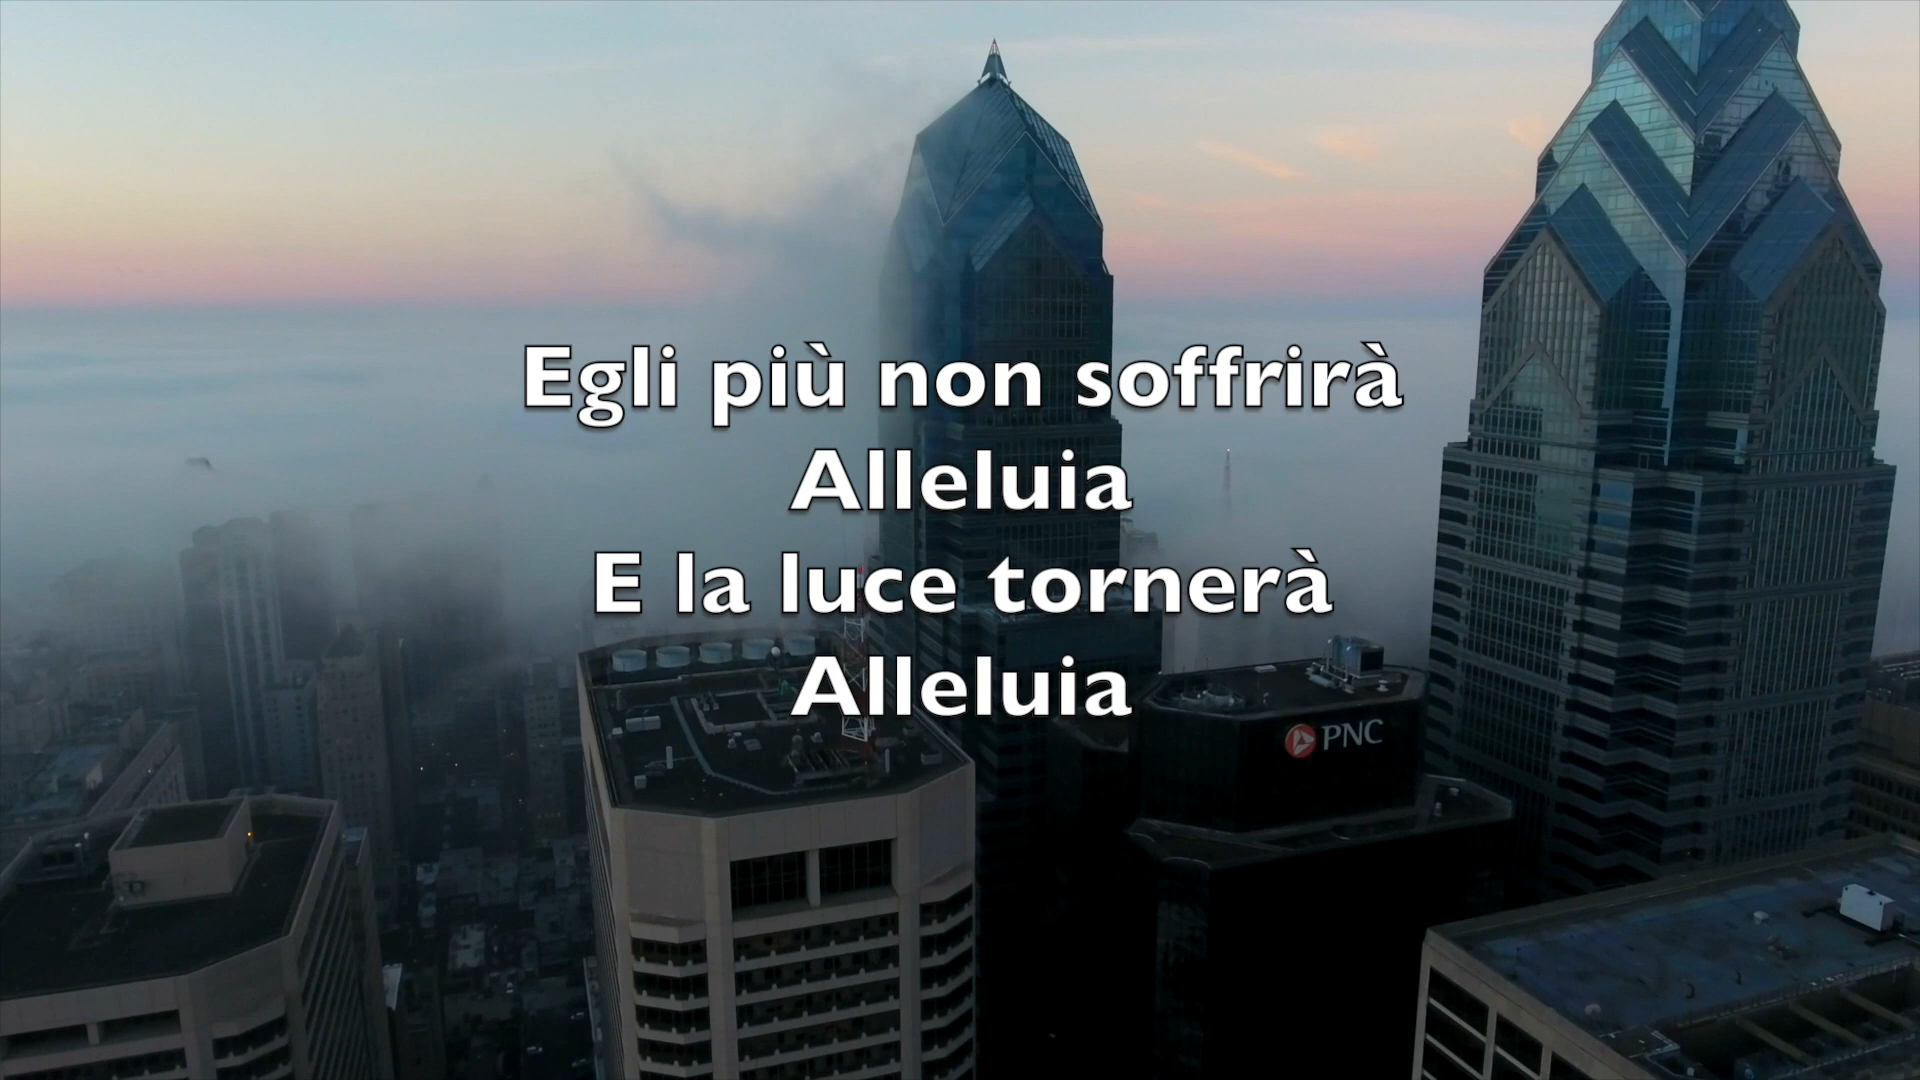 Egli più non soffrirà
Alleluia
E la luce tornerà
Alleluia
PNC